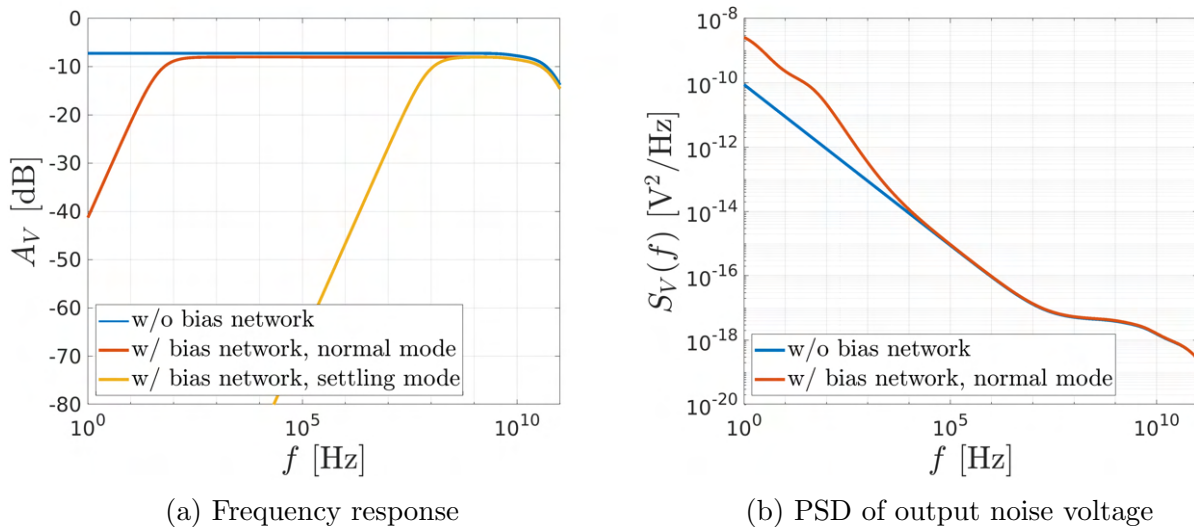 0
-10
-20
-30
-40
-50
-60
-70
-80
A_V [dB]
w/o bias network
w/ bias network, normal mode
w/ bias network, settling mode
10^0
10^5
10^10
f [Hz]
(a) Frequency response
10^-8
10^-10
10^-12
10^-14
10^-16
10^-18
10^-20
S_V(f) [V^2/Hz]
w/o bias network
w/ bias network, normal mode
10^0
10^5
10^10
f [Hz]
(b) PSD of output noise voltage